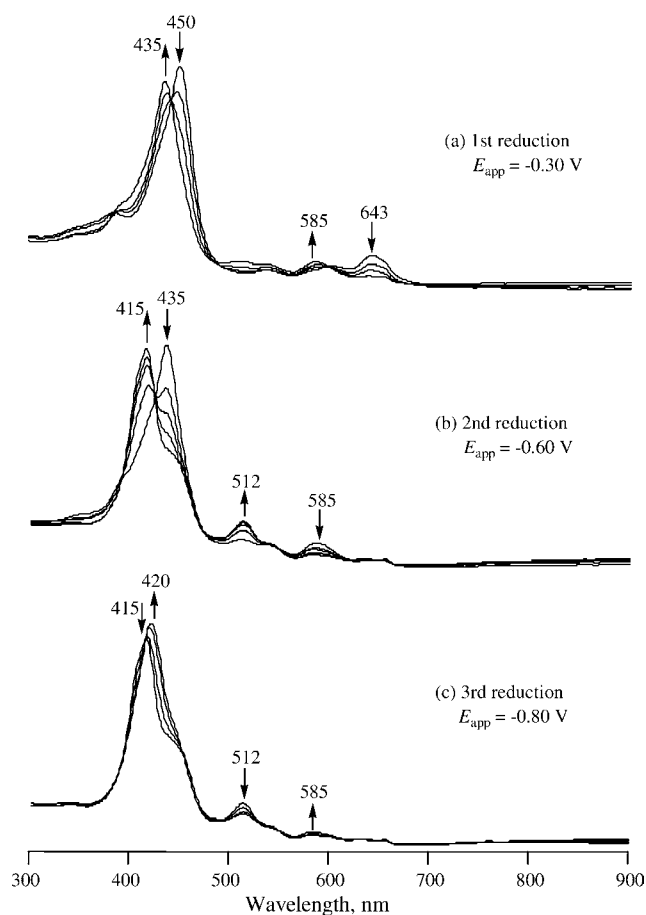 450
435
(a) 1st reduction
Eapp = -0.30 V
585
643
415
435
(b) 2nd reduction
Eapp = -0.60 V
512
585
420
415
(c) 3rd reduction
Eapp = -0.80 V
512
585
300 400 500 600 700 800 900
Wavelength, nm